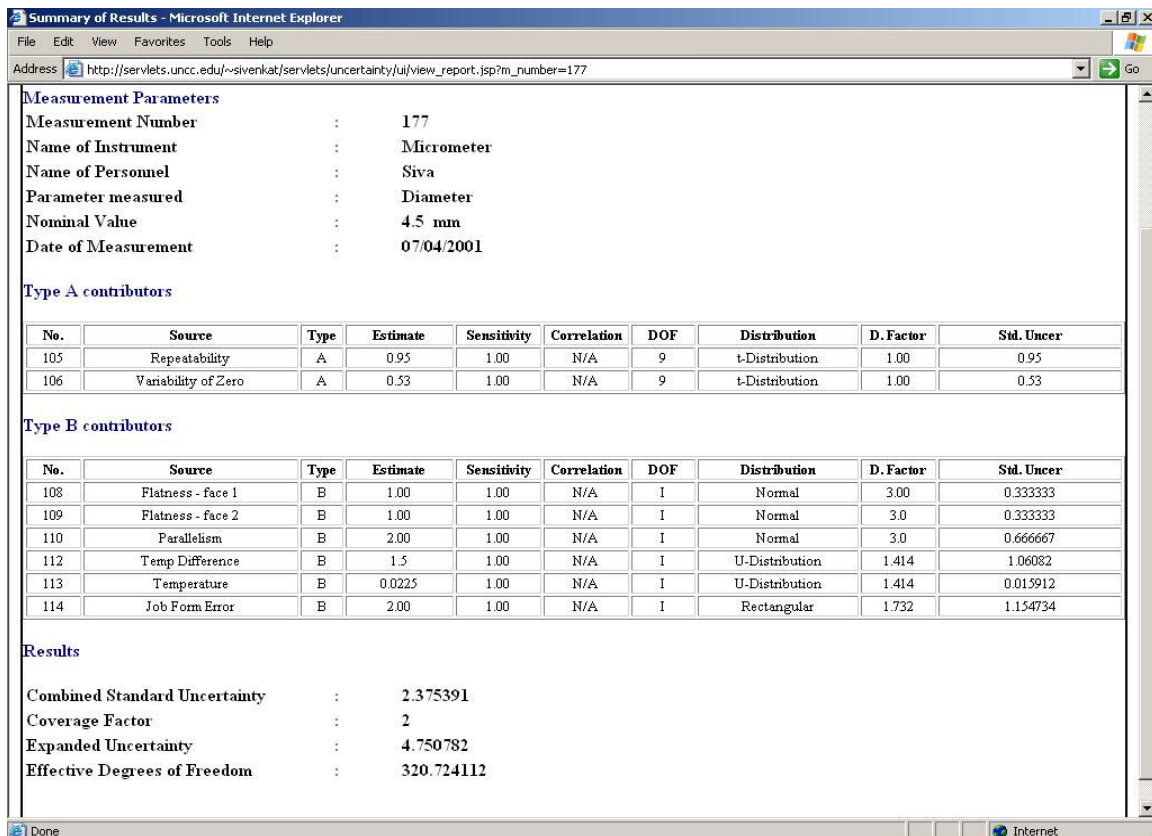 Summary of Results - Microsoft Internet Explorer
File Edit View Favorites Tools Help
Address http://servlets.uncc.edu/~sivenkat/servlets/uncertainty/ui/view_report.jsp?m_number=177 Go
Measurement Parameters
Measurement Number : 177
Name of Instrument : Micrometer
Name of Personnel : Siva
Parameter measured : Diameter
Nominal Value : 4.5 mm
Date of Measurement : 07/04/2001
Type A contributors
No. Source Type Estimate Sensitivity Correlation DOF Distribution D. Factor Std. Uncer
105 Repeatability A 0.95 1.00 N/A 9 t-Distribution 1.00 0.95
106 Variability of Zero A 0.53 1.00 N/A 9 t-Distribution 1.00 0.53
Type B contributors
No. Source Type Estimate Sensitivity Correlation DOF Distribution D. Factor Std. Uncer
108 Flatness - face 1 B 1.00 1.00 N/A I Normal 3.00 0.333333
109 Flatness - face 2 B 1.00 1.00 N/A I Normal 3.0 0.333333
110 Parallelism B 2.00 1.00 N/A I Normal 3.0 0.666667
112 Temp Difference B 1.5 1.00 N/A I U-Distribution 1.414 1.06082
113 Temperature B 0.0225 1.00 N/A I U-Distribution 1.414 0.015912
114 Job Form Error B 2.00 1.00 N/A I Rectangular 1.732 1.154734
Results
Combined Standard Uncertainty : 2.375391
Coverage Factor : 2
Expanded Uncertainty : 4.750782
Effective Degrees of Freedom : 320.724112
Done Internet